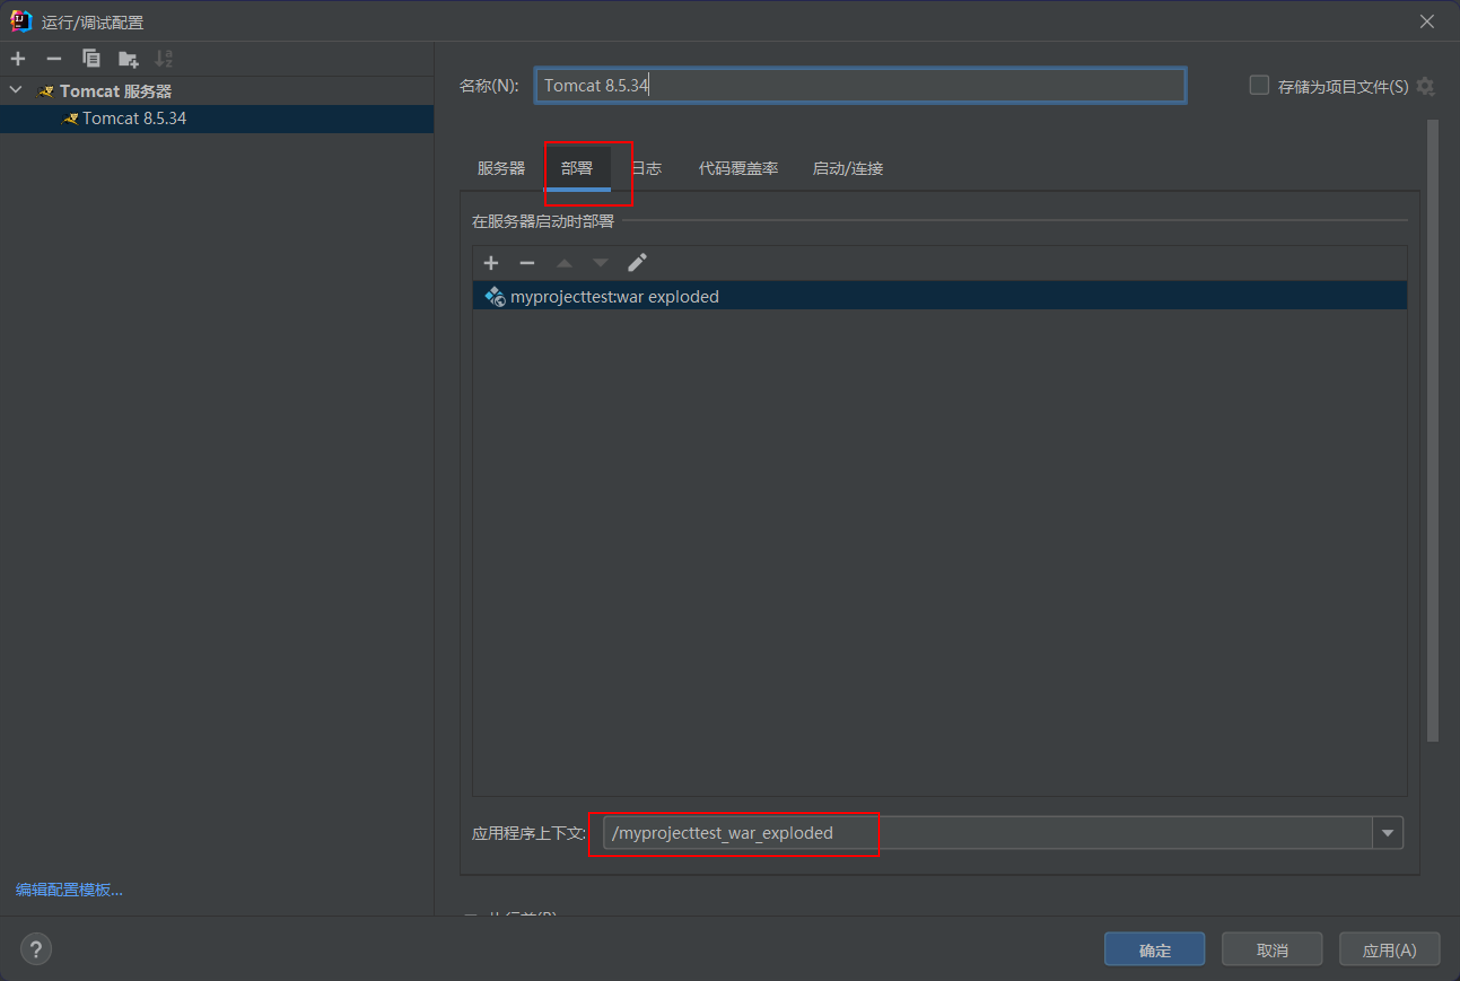 运行/调试配置
Tomcat 服务器
Tomcat 8.5.34
名称(N):
Tomcat 8.5.34
存储为项目文件(S)
服务器
部署
日志
代码覆盖率
启动/连接
在服务器启动时部署
myprojecttest:war exploded
应用程序上下文:
/myprojecttest_war_exploded
编辑配置模板...
?
确定
取消
应用(A)